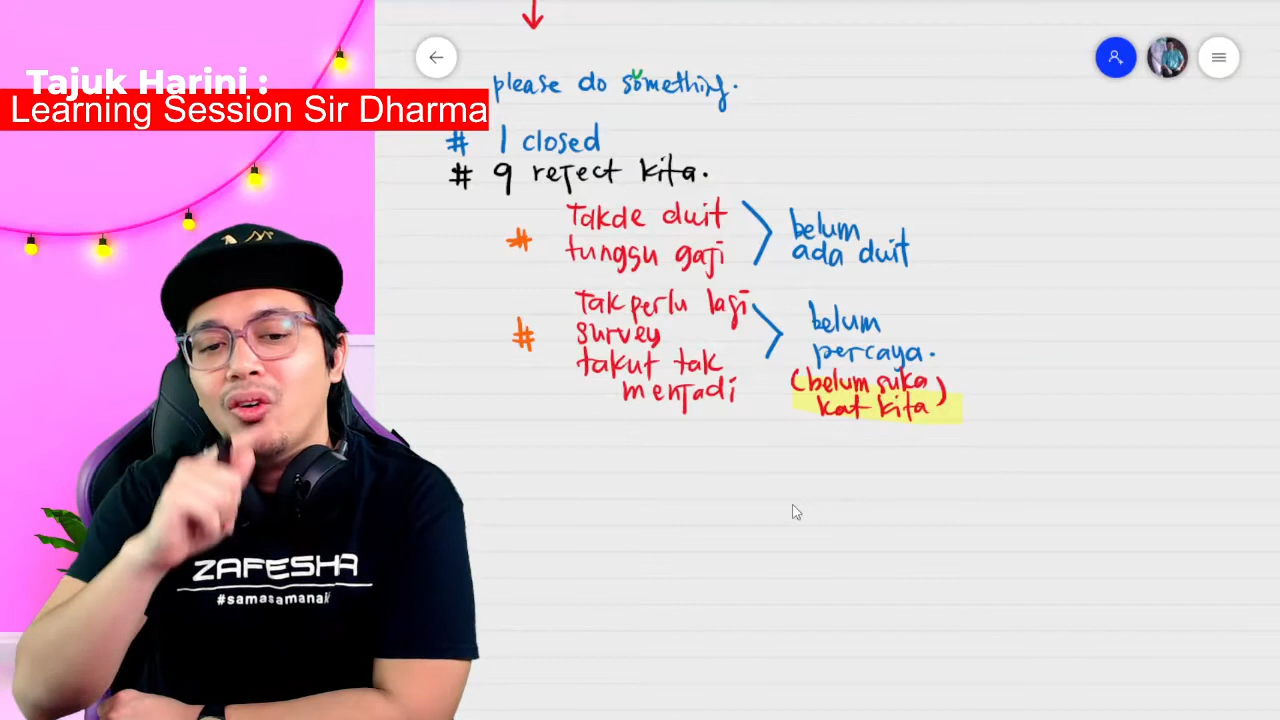 Tajuk Harini :
Learning Session Sir Dharma
please do something.
# 1 closed
# 9 reject kita.
# takde duit
tunggu gaji
belum
ada duit
# tak perlu lagi
survey
takut tak
menjadi
belum
percaya.
(belum suka
kat kita)
ZAFESHA
#samasamanaik